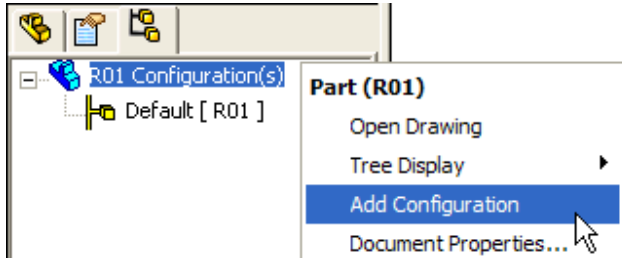 R01 Configuration(s)
Default [ R01 ]
Part (R01)
Open Drawing
Tree Display
Add Configuration
Document Properties...